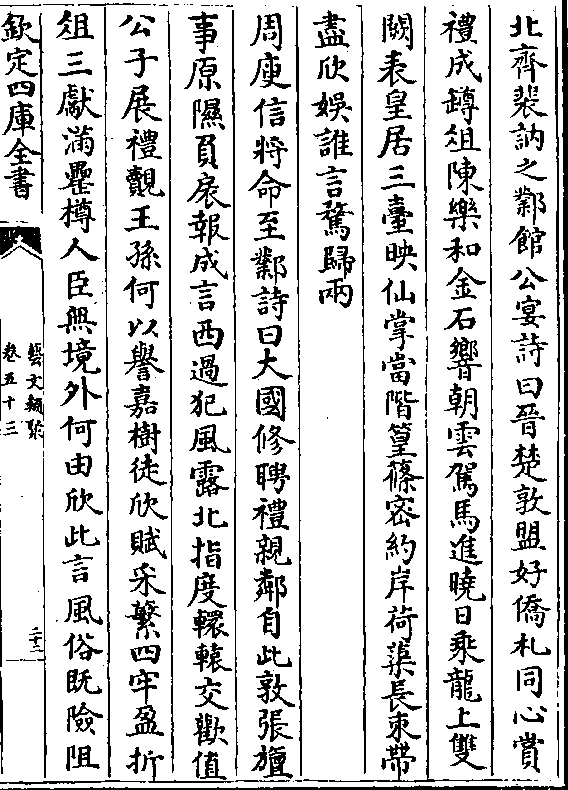 北齊裴訥之鄴館公宴詩曰晉楚敦盟好僑札同心賞
禮成罇俎陳樂和金石響朝雲駕馬進曉日乘龍上雙
闕表皇居三臺映仙掌當階篁篠密約岸荷蕖長束帶
盡欣娛誰言騖歸兩
周庾信將命至鄴詩曰大國修聘禮親鄰自此敦張旜
事原隰負扆報成言西過犯風露北指度轘轅交歡值
公子展禮覿王孫何以譽嘉樹徒欣賦采蘩四牢盈折
俎三獻滿罍樽人臣無境外何由欣此言風俗既險阻
欽定四庫全書
藝文類聚
卷五十三
二十二